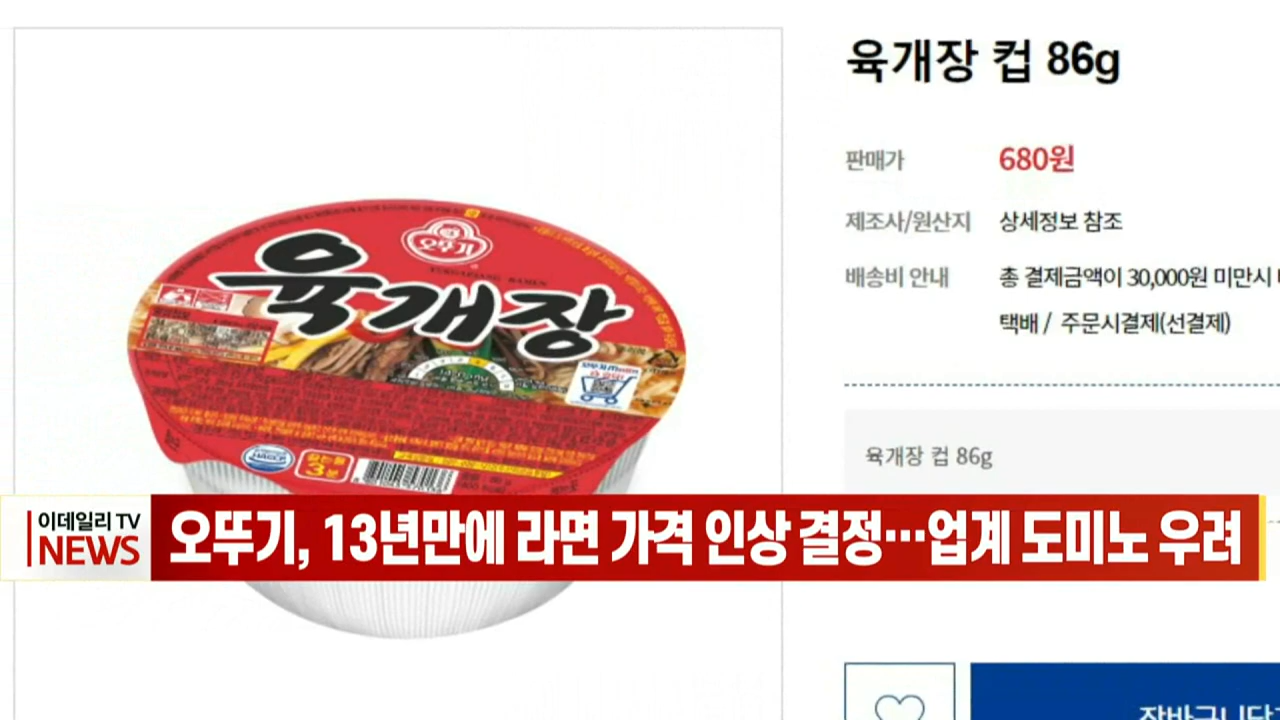 육개장 컵 86g
판매가 680원
제조사/원산지 상세정보 참조
배송비 안내 총 결제금액이 30,000원 미만시
택배 / 주문시결제(선결제)
오뚜기
육개장
HACCP
3분
육개장 컵 86g
이데일리 TV
NEWS
오뚜기, 13년만에 라면 가격 인상 결정…업계 도미노 우려